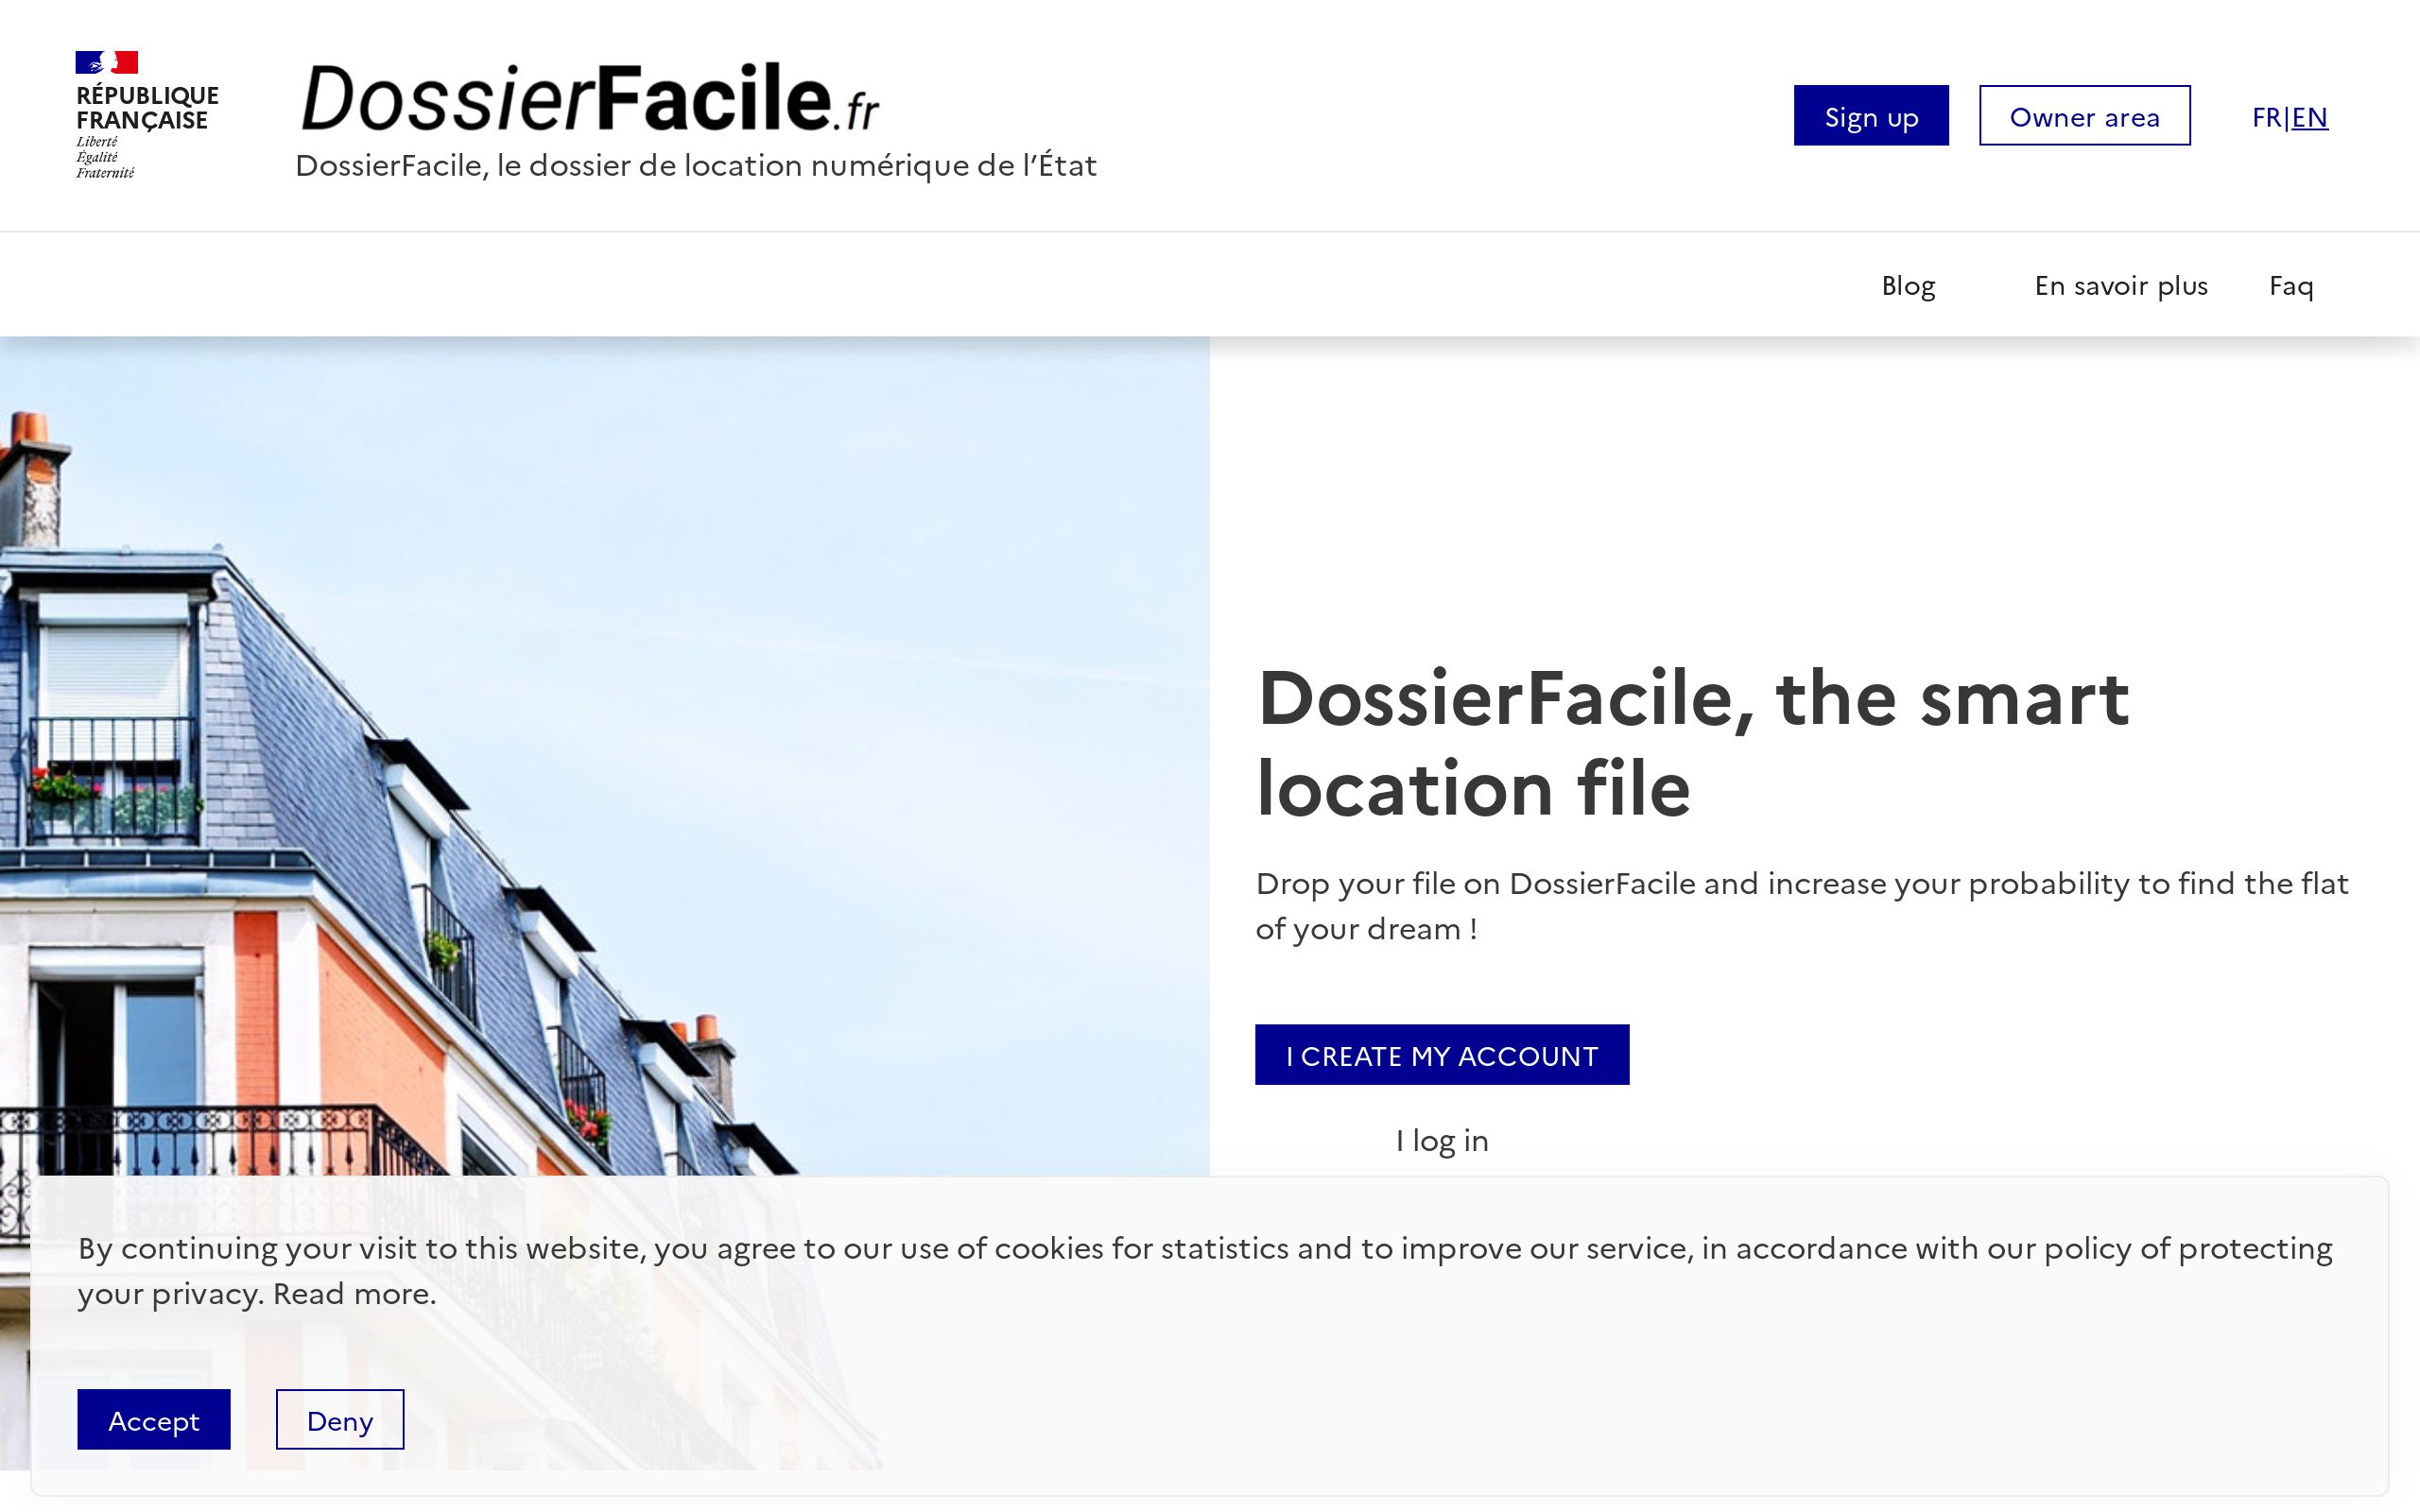 RÉPUBLIQUE
FRANÇAISE
Liberté
Égalité
Fraternité
DossierFacile.fr
DossierFacile, le dossier de location numérique de l’État
Sign up
Owner area
FR|EN
Blog
En savoir plus
Faq
DossierFacile, the smart
location file
Drop your file on DossierFacile and increase your probability to find the flat
of your dream !
I CREATE MY ACCOUNT
I log in
By continuing your visit to this website, you agree to our use of cookies for statistics and to improve our service, in accordance with our policy of protecting
your privacy. Read more.
Accept
Deny